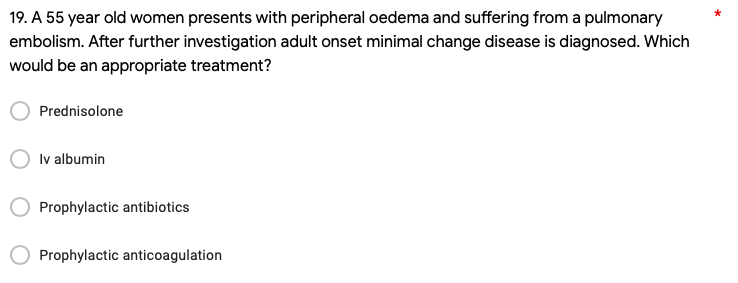 19. A 55 year old women presents with peripheral oedema and suffering from a pulmonary *
embolism. After further investigation adult onset minimal change disease is diagnosed. Which
would be an appropriate treatment?
Prednisolone
Iv albumin
Prophylactic antibiotics
Prophylactic anticoagulation